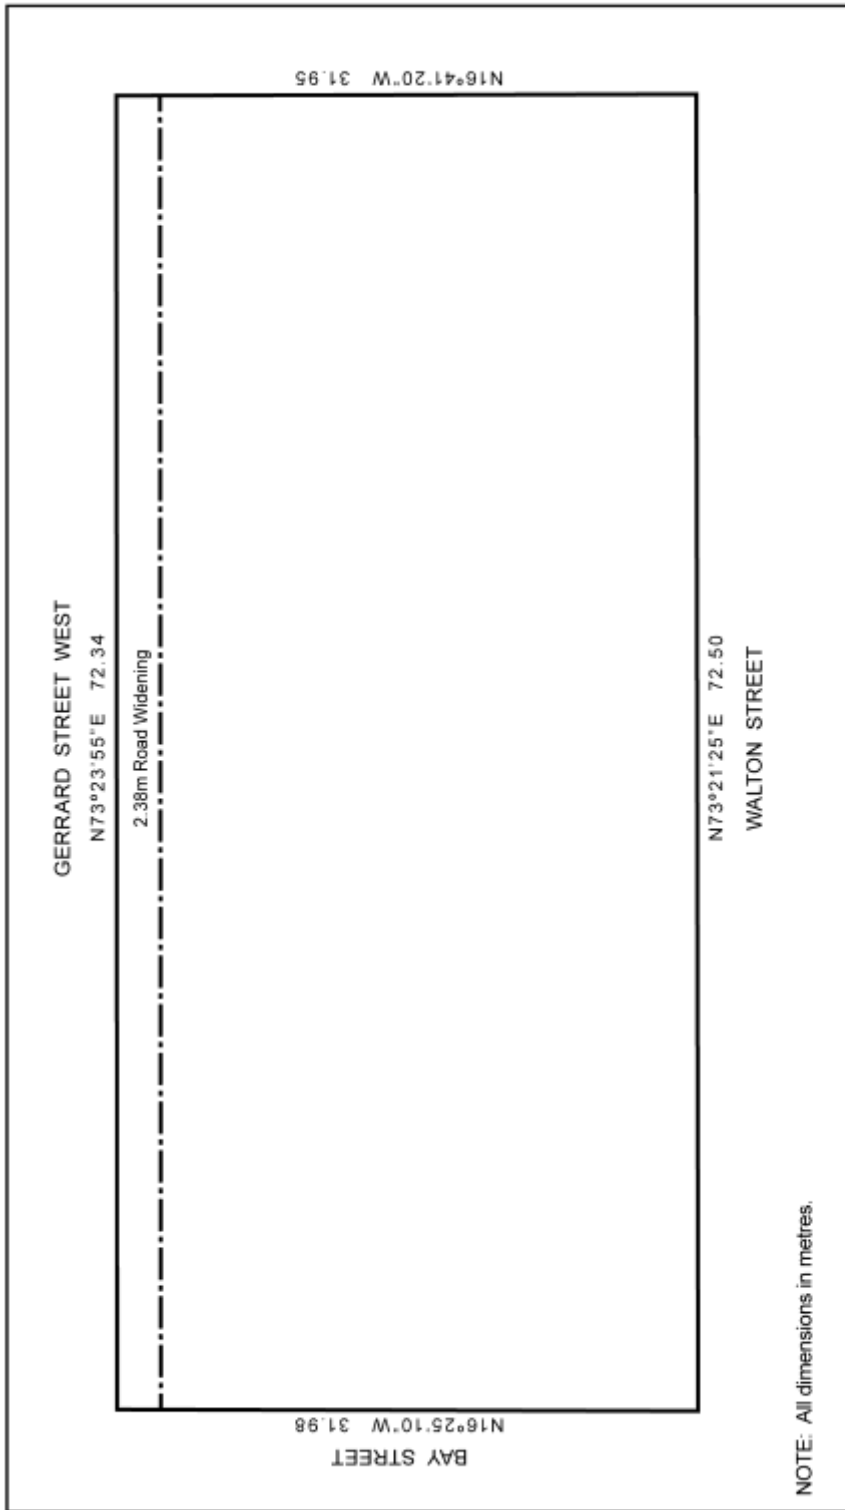 GERRARD STREET WEST
N73°23'55"E 72.34
2.38m Road Widening
BAY STREET
N16°25'10"W 31.98
N16°41'20"W 31.95
N73°21'25"E 72.50
WALTON STREET
NOTE: All dimensions in metres.